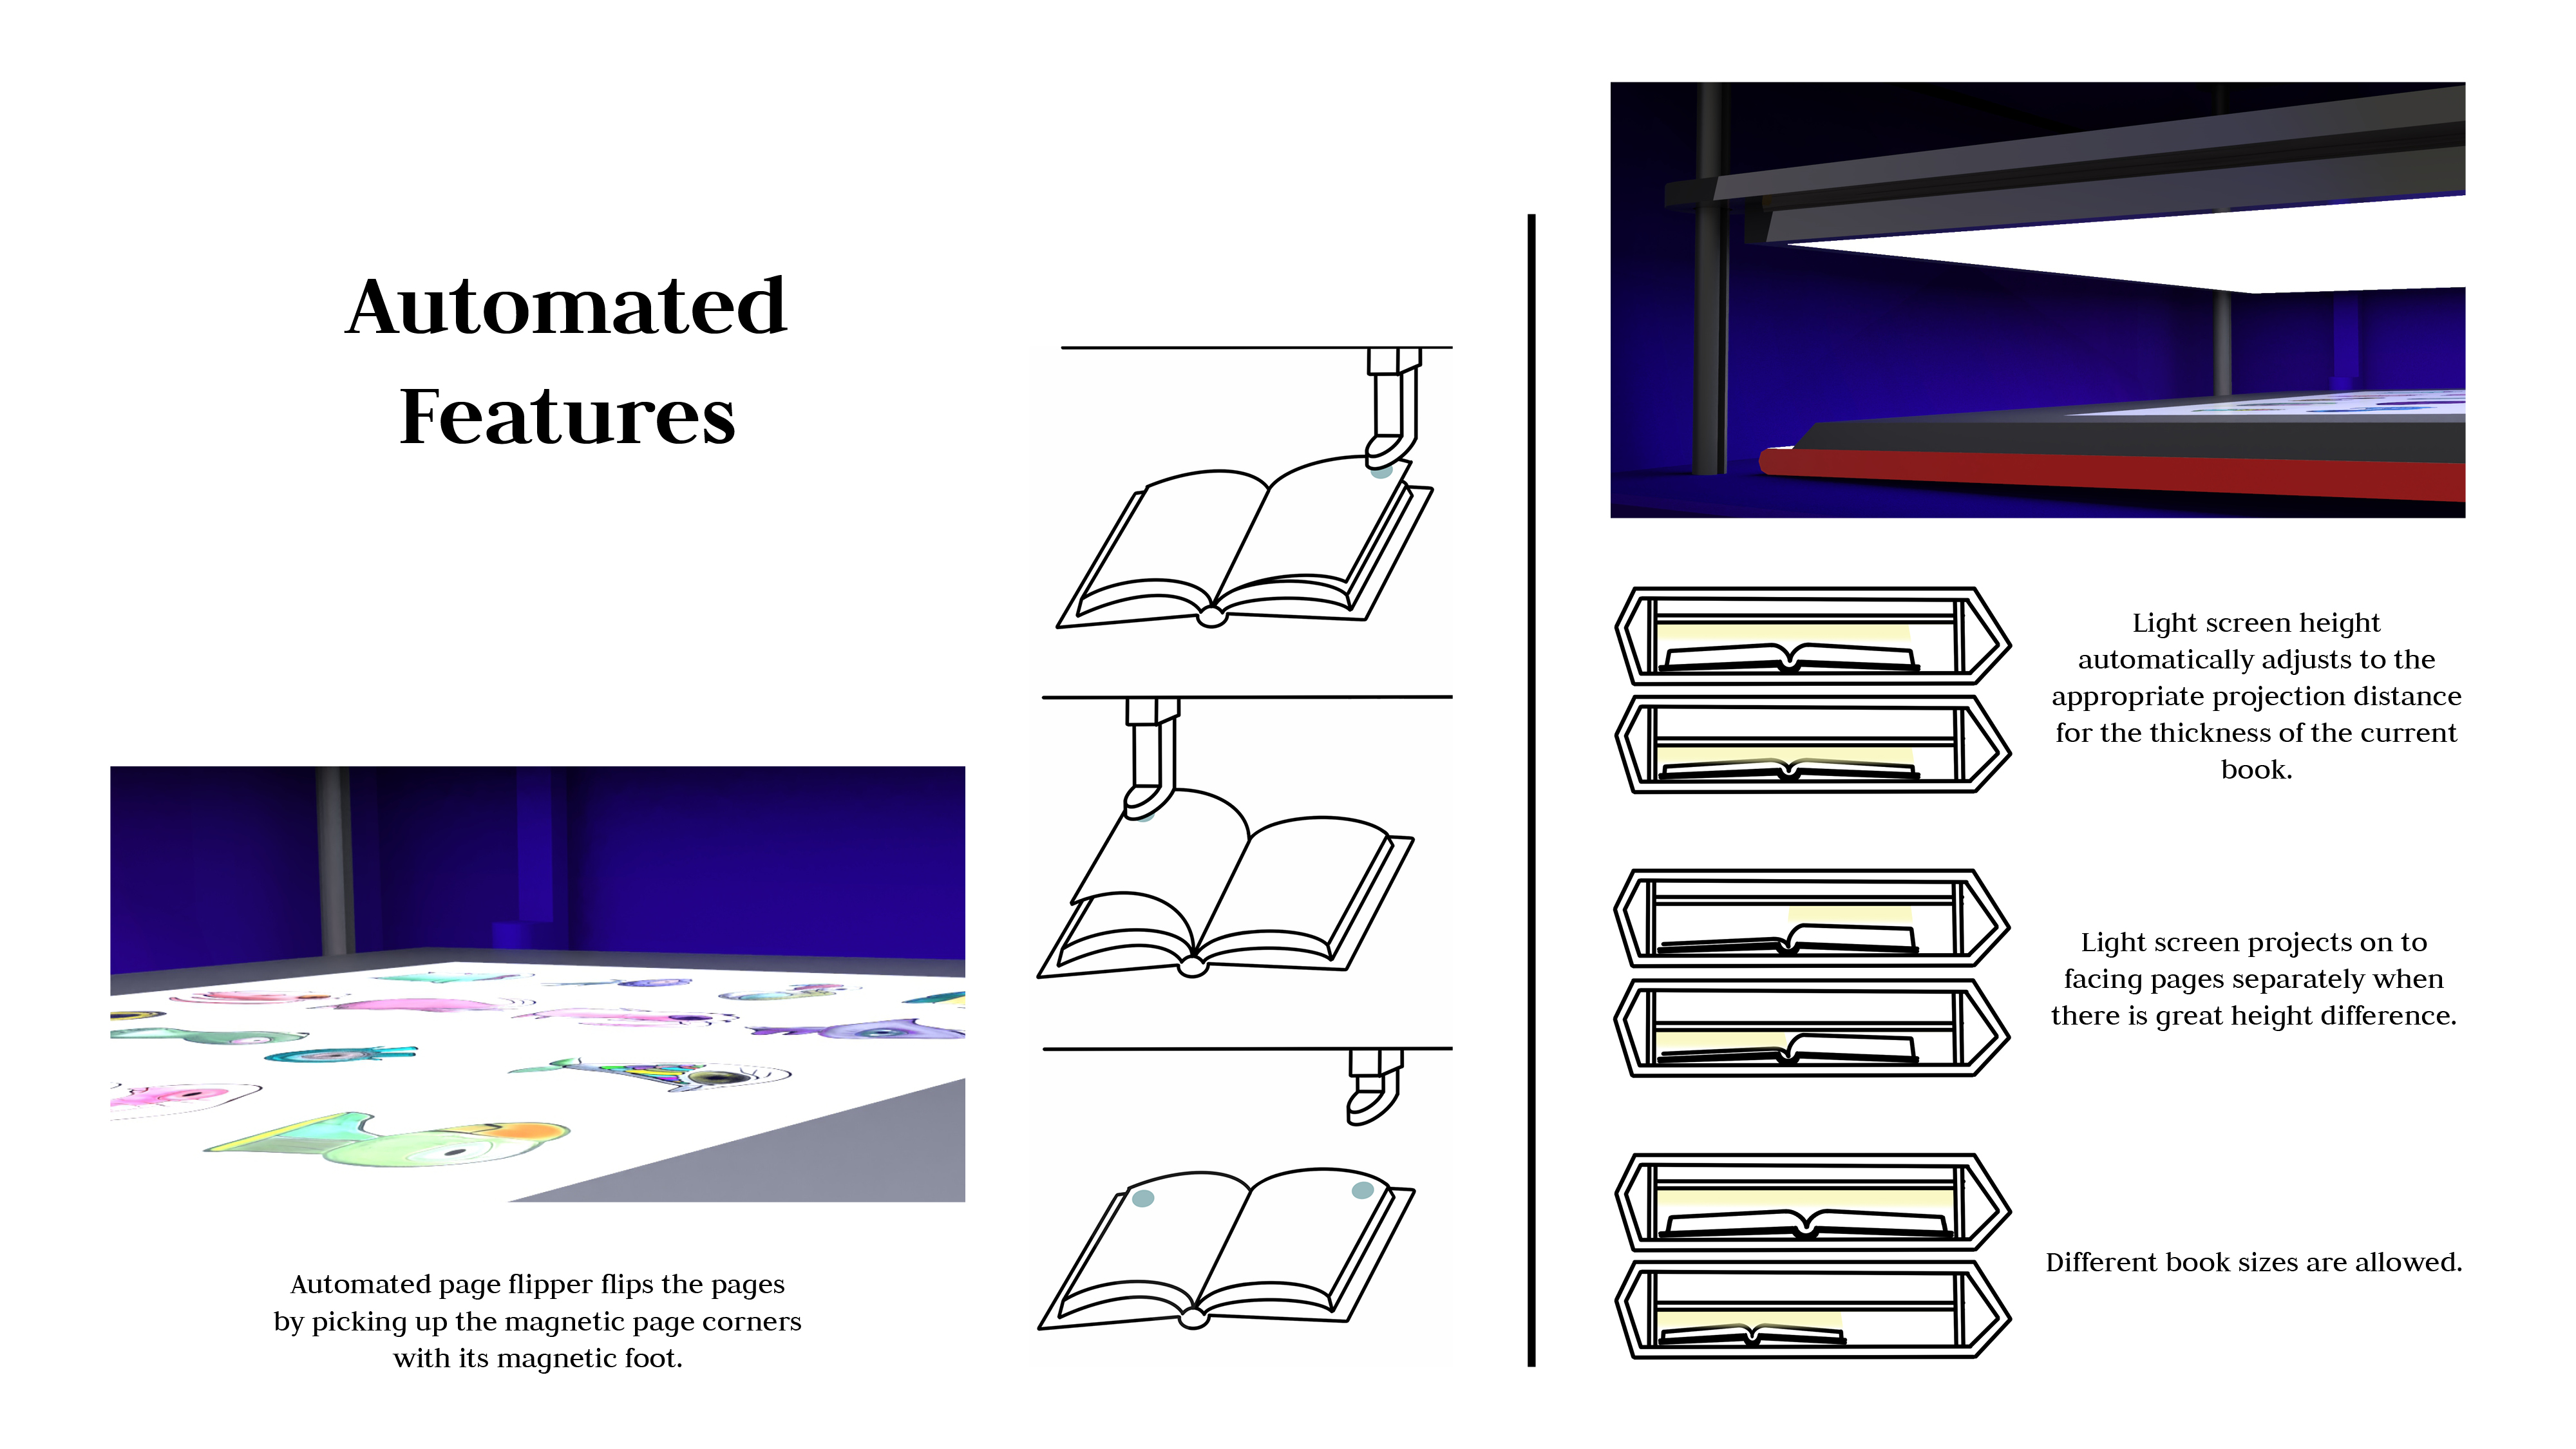 Automated
Features
Automated page flipper flips the pages
by picking up the magnetic page corners
with its magnetic foot.
Light screen height
automatically adjusts to the
appropriate projection distance
for the thickness of the current
book.
Light screen projects on to
facing pages separately when
there is great height difference.
Different book sizes are allowed.